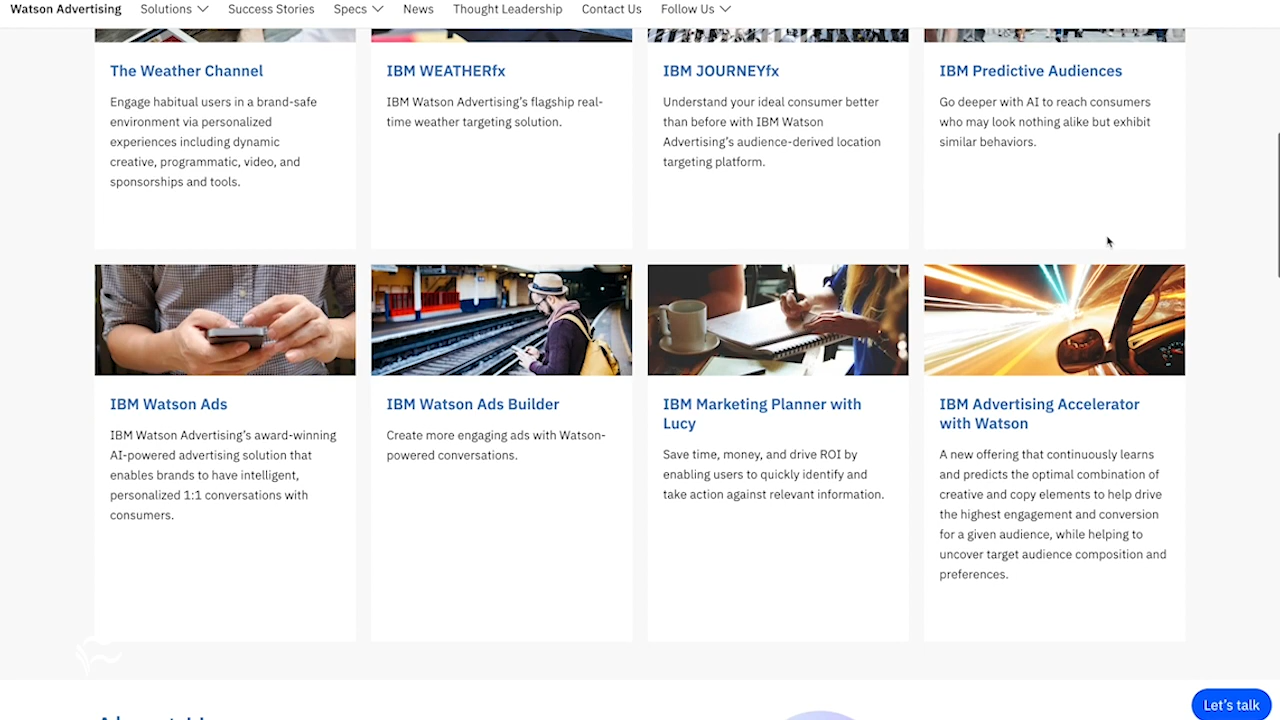 Watson Advertising Solutions Success Stories Specs News Thought Leadership Contact Us Follow Us
The Weather Channel
Engage habitual users in a brand-safe
environment via personalized
experiences including dynamic
creative, programmatic, video, and
sponsorships and tools.
IBM WEATHERfx
IBM Watson Advertising's flagship real-
time weather targeting solution.
IBM JOURNEYfx
Understand your ideal consumer better
than before with IBM Watson
Advertising's audience-derived location
targeting platform.
IBM Predictive Audiences
Go deeper with AI to reach consumers
who may look nothing alike but exhibit
similar behaviors.
IBM Watson Ads
IBM Watson Advertising's award-winning
AI-powered advertising solution that
enables brands to have intelligent,
personalized 1:1 conversations with
consumers.
IBM Watson Ads Builder
Create more engaging ads with Watson-
powered conversations.
IBM Marketing Planner with
Lucy
Save time, money, and drive ROI by
enabling users to quickly identify and
take action against relevant information.
IBM Advertising Accelerator
with Watson
A new offering that continuously learns
and predicts the optimal combination of
creative and copy elements to help drive
the highest engagement and conversion
for a given audience, while helping to
uncover target audience composition and
preferences.
Let's talk